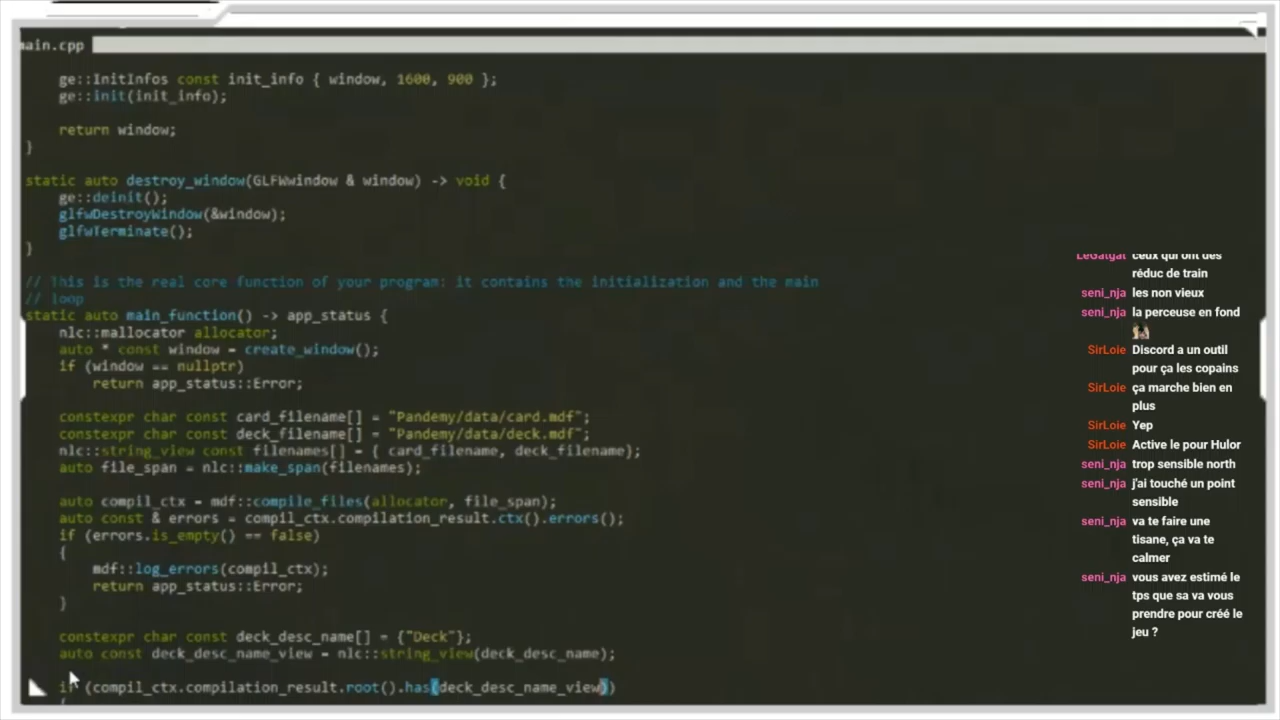 main.cpp
ge::InitInfos const init_info { window, 1600, 900 };
ge::init(init_info);
return window;
}
static auto destroy_window(GLFWwindow & window) -> void {
ge::deinit();
glfwDestroyWindow(&window);
glfwTerminate();
}
// This is the real core function of your program: it contains the initialization and the main
// loop
static auto main_function() -> app_status {
nlc::mallocator allocator;
auto * const window = create_window();
if (window == nullptr)
return app_status::Error;
constexpr char const card_filename[] = "Pandemy/data/card.mdf";
constexpr char const deck_filename[] = "Pandemy/data/deck.mdf";
nlc::string_view const filenames[] = { card_filename, deck_filename};
auto file_span = nlc::make_span(filenames);
auto compil_ctx = mdf::compile_files(allocator, file_span);
auto const & errors = compil_ctx.compilation_result.ctx().errors();
if (errors.is_empty() == false)
{
mdf::log_errors(compil_ctx);
return app_status::Error;
}
constexpr char const deck_desc_name[] = {"Deck"};
auto const deck_desc_name_view = nlc::string_view(deck_desc_name);
if (compil_ctx.compilation_result.root().has(deck_desc_name_view))
{
LeGatgat ceux qui ont des
réduc de train
seni_nja les non vieux
seni_nja la perceuse en fond
SirLoie Discord a un outil
pour ça les copains
SirLoie ça marche bien en
plus
SirLoie Yep
SirLoie Active le pour Hulor
seni_nja trop sensible north
seni_nja j'ai touché un point
sensible
seni_nja va te faire une
tisane, ça va te
calmer
seni_nja vous avez estimé le
tps que sa va vous
prendre pour créé le
jeu ?